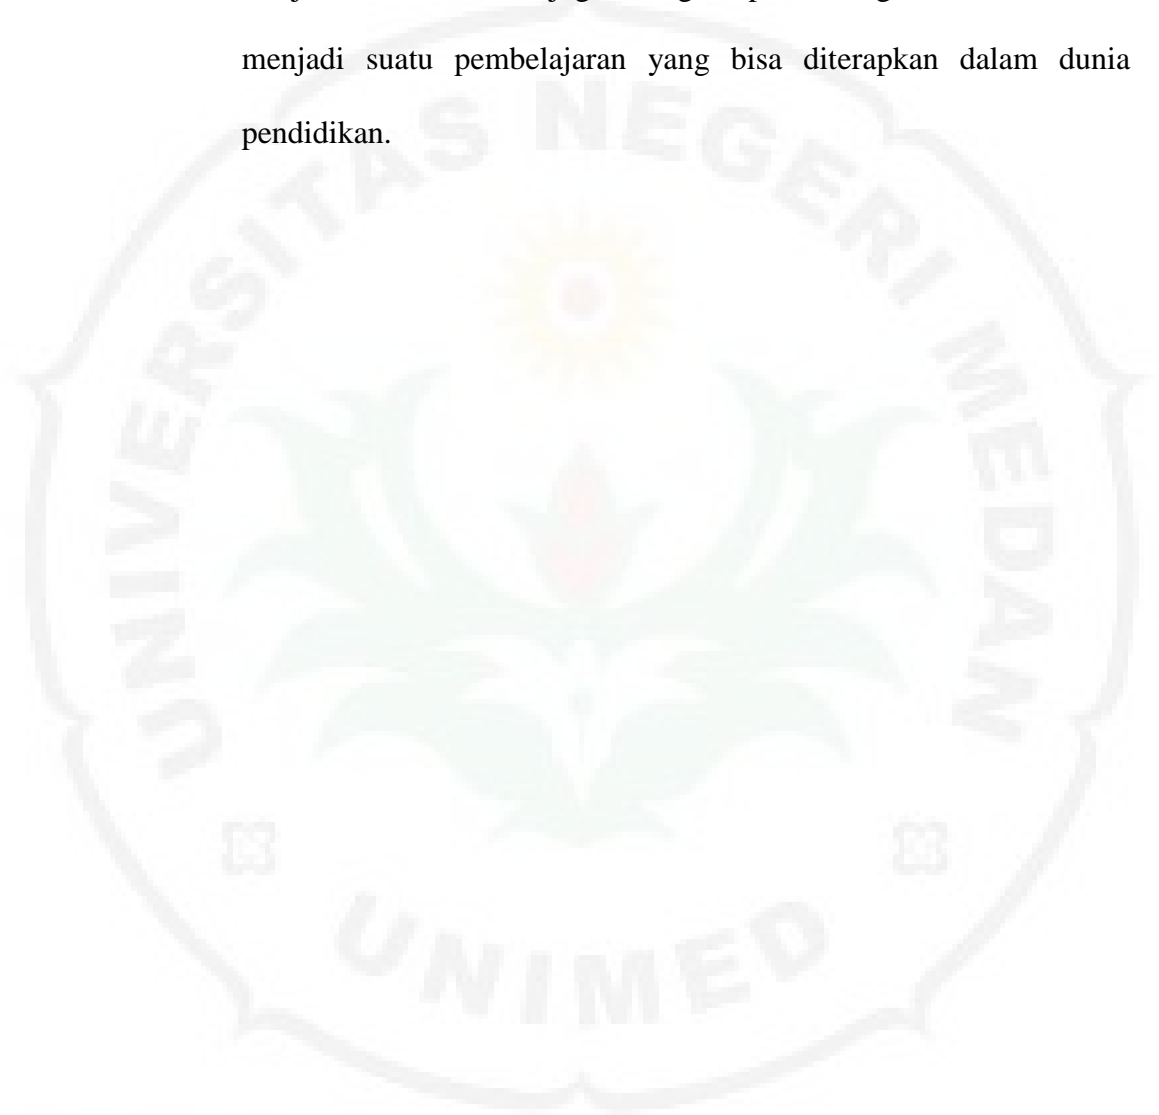 menjadi suatu pembelajaran yang bisa diterapkan dalam dunia
pendidikan.
UNIVERSITAS NEGERI MEDAN
UNIMED